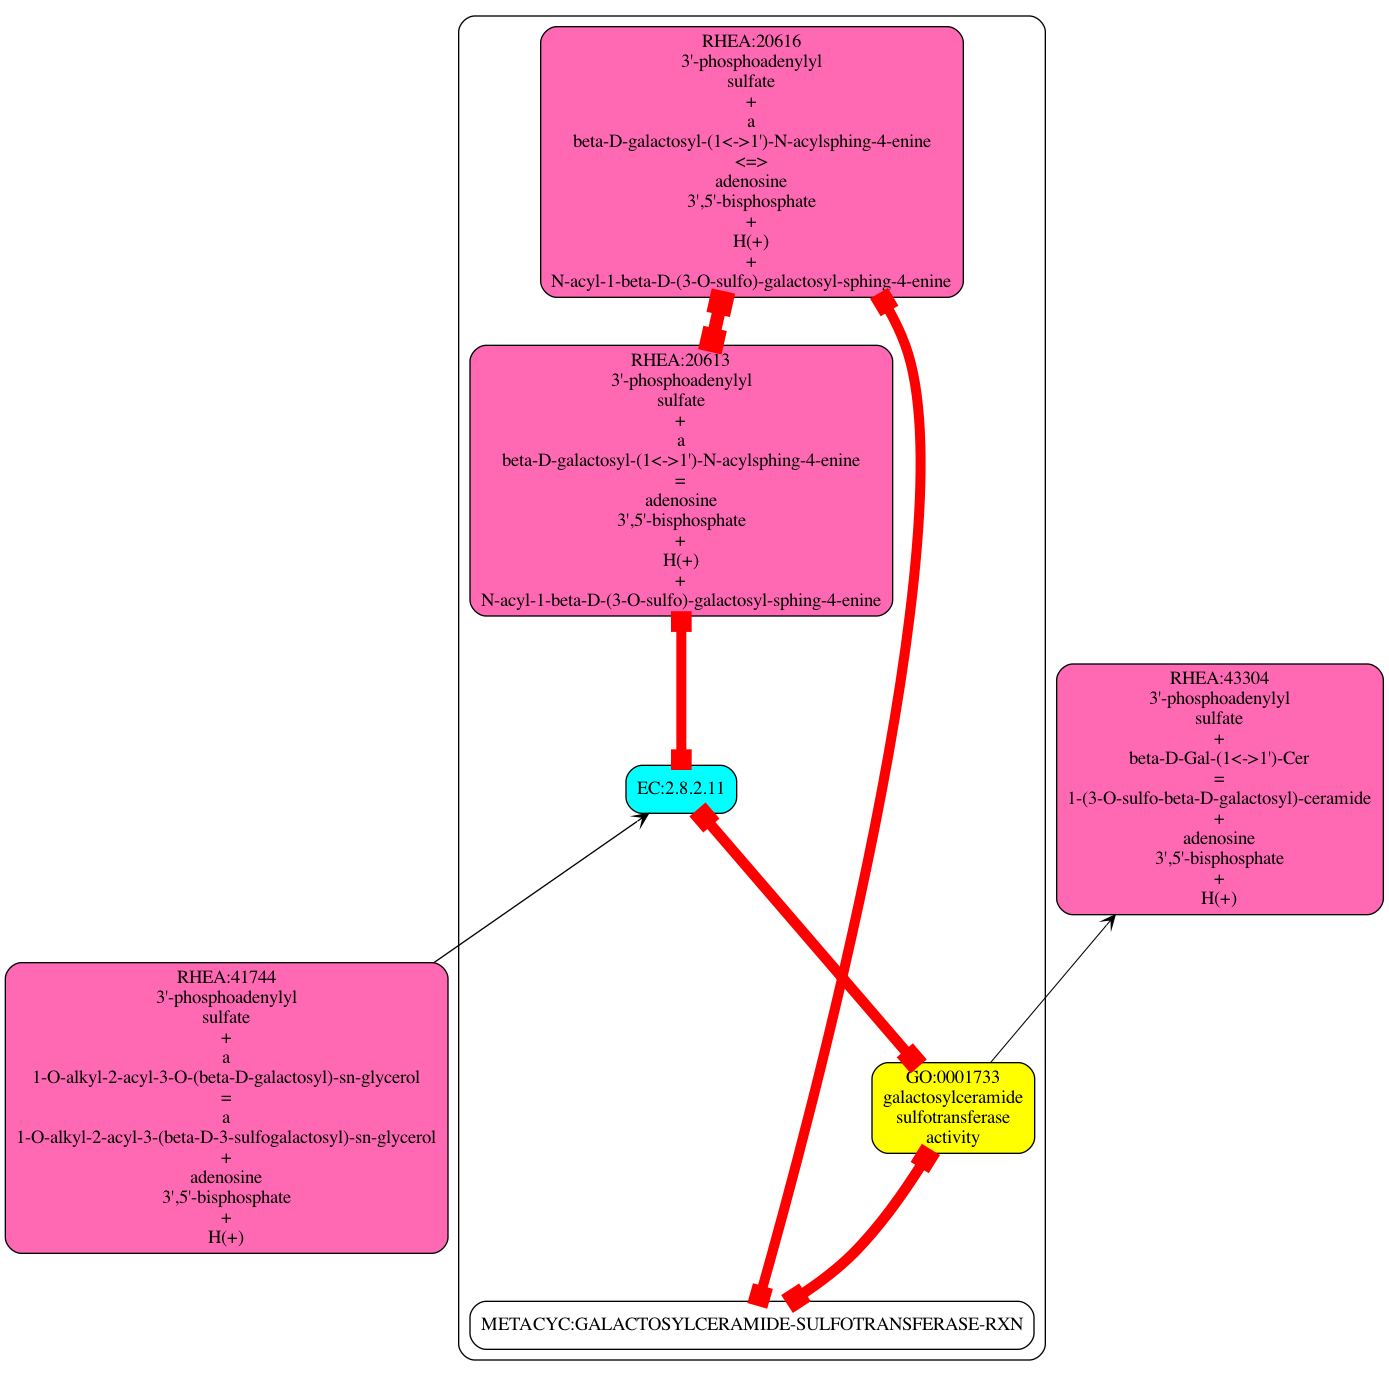 RHEA:20616
3'-phosphoadenylyl
sulfate
+
a
beta-D-galactosyl-(1<->1')-N-acylsphing-4-enine
<=>
adenosine
3',5'-bisphosphate
+
H(+)
+
N-acyl-1-beta-D-(3-O-sulfo)-galactosyl-sphing-4-enine
RHEA:20613
3'-phosphoadenylyl
sulfate
+
a
beta-D-galactosyl-(1<->1')-N-acylsphing-4-enine
=
adenosine
3',5'-bisphosphate
+
H(+)
+
N-acyl-1-beta-D-(3-O-sulfo)-galactosyl-sphing-4-enine
RHEA:43304
3'-phosphoadenylyl
sulfate
+
beta-D-Gal-(1<->1')-Cer
=
1-(3-O-sulfo-beta-D-galactosyl)-ceramide
+
adenosine
3',5'-bisphosphate
+
H(+)
EC:2.8.2.11
RHEA:41744
3'-phosphoadenylyl
sulfate
+
a
1-O-alkyl-2-acyl-3-O-(beta-D-galactosyl)-sn-glycerol
=
a
1-O-alkyl-2-acyl-3-(beta-D-3-sulfogalactosyl)-sn-glycerol
+
adenosine
3',5'-bisphosphate
+
H(+)
GO:0001733
galactosylceramide
sulfotransferase
activity
METACYC:GALACTOSYLCERAMIDE-SULFOTRANSFERASE-RXN